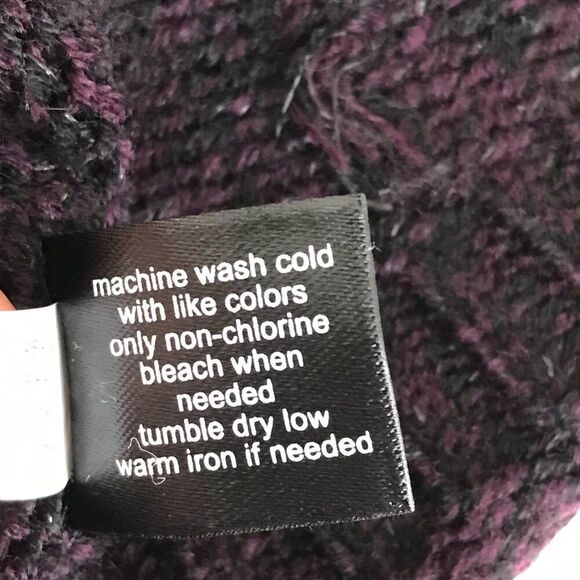 machine wash cold
with like colors
only non-chlorine
bleach when
needed
tumble dry low
warm iron if needed